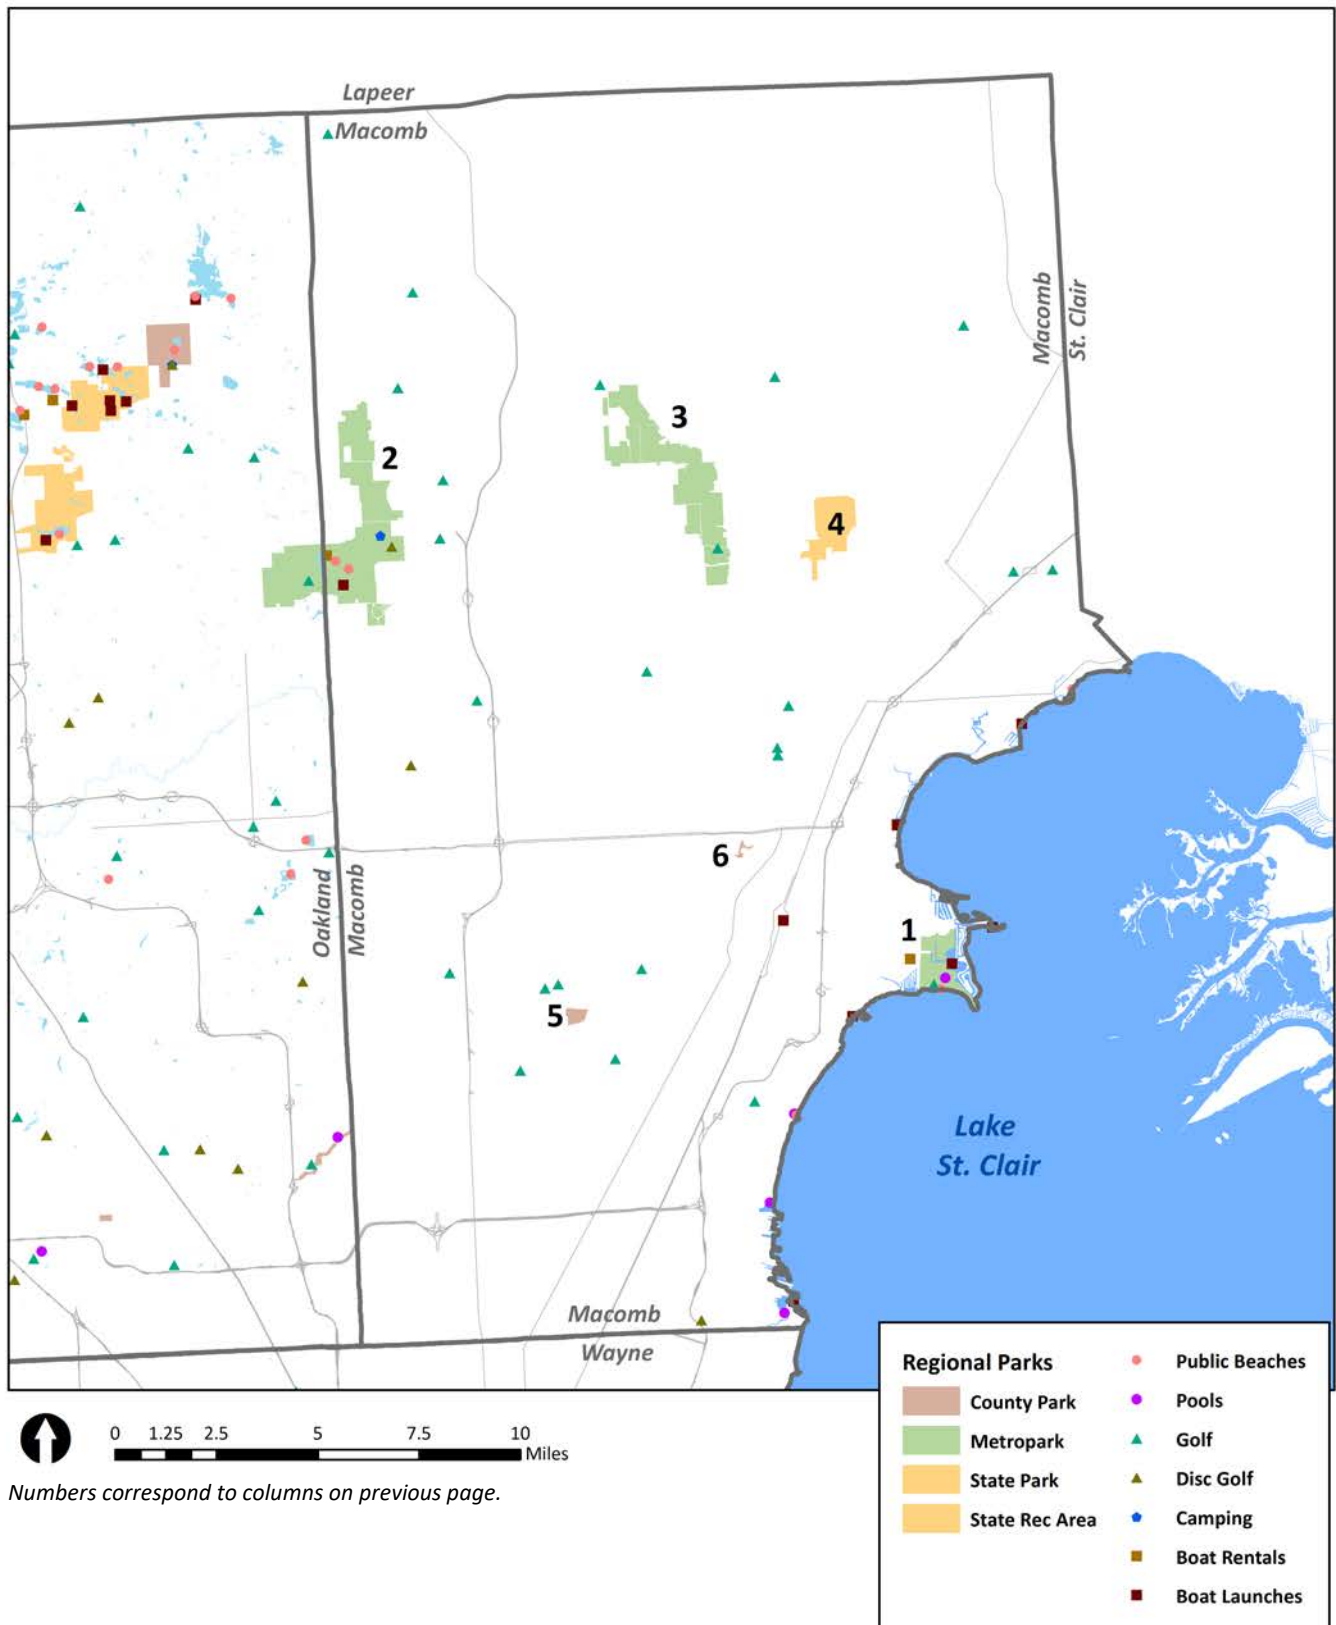 Lapeer
Macomb
Macomb
St. Clair
3
2
4
6
Oakland
Macomb
1
5
Lake
St. Clair
Macomb
Wayne
Regional Parks
County Park
Metropark
State Park
State Rec Area
Public Beaches
Pools
Golf
Disc Golf
Camping
Boat Rentals
Boat Launches
0 1.25 2.5 5 7.5 10
Miles
Numbers correspond to columns on previous page.